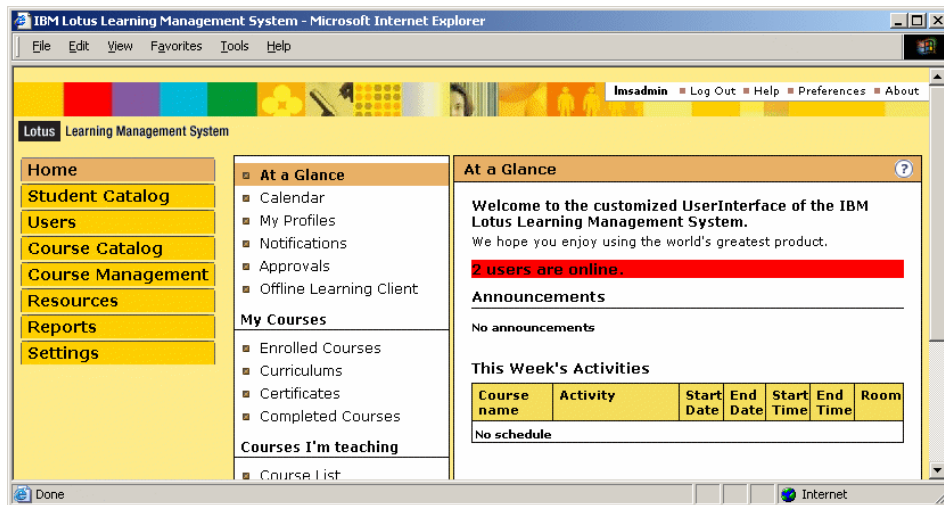 IBM Lotus Learning Management System - Microsoft Internet Explorer
File Edit View Favorites Tools Help
lmsadmin Log Out Help Preferences About
Lotus Learning Management System
Home
Student Catalog
Users
Course Catalog
Course Management
Resources
Reports
Settings
At a Glance
Calendar
My Profiles
Notifications
Approvals
Offline Learning Client
My Courses
Enrolled Courses
Curriculums
Certificates
Completed Courses
Courses I'm teaching
Course List
At a Glance ?
Welcome to the customized UserInterface of the IBM
Lotus Learning Management System.
We hope you enjoy using the world's greatest product.
2 users are online.
Announcements
No announcements
This Week's Activities
Course name Activity Start Date End Date Start Time End Time Room
No schedule
Done Internet